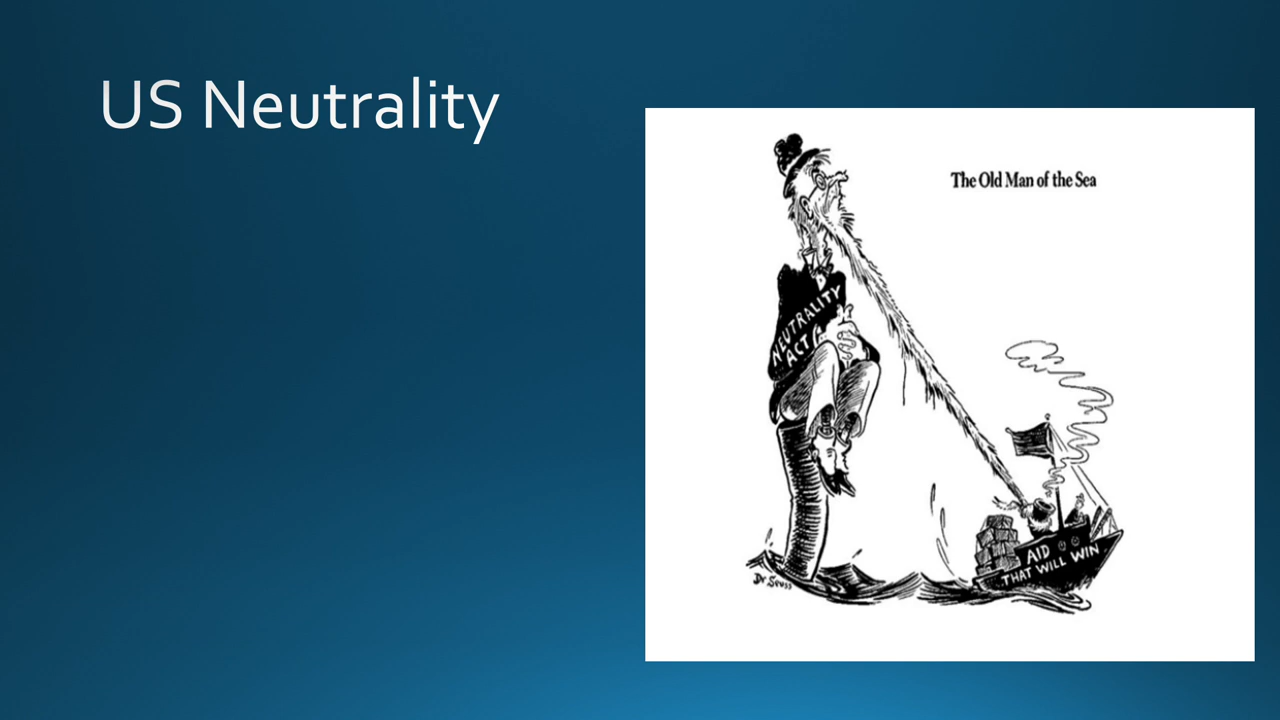 US Neutrality
The Old Man of the Sea
NEUTRALITY
ACT
AID
THAT WILL WIN
Dr. Seuss